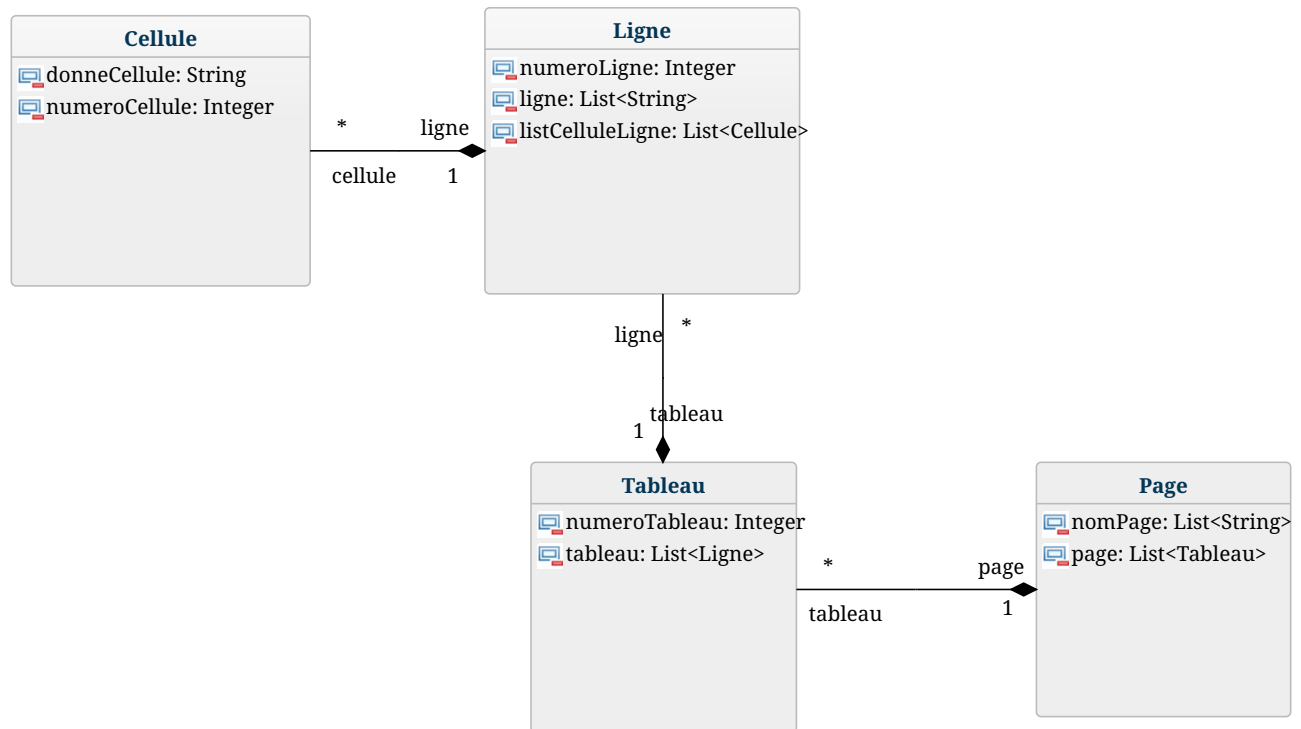 Cellule
donneCellule: String
numeroCellule: Integer
*
cellule
ligne
1
Ligne
numeroLigne: Integer
ligne: List<String>
listCelluleLigne: List<Cellule>
ligne
*
tableau
1
Tableau
numeroTableau: Integer
tableau: List<Ligne>
*
tableau
page
1
Page
nomPage: List<String>
page: List<Tableau>